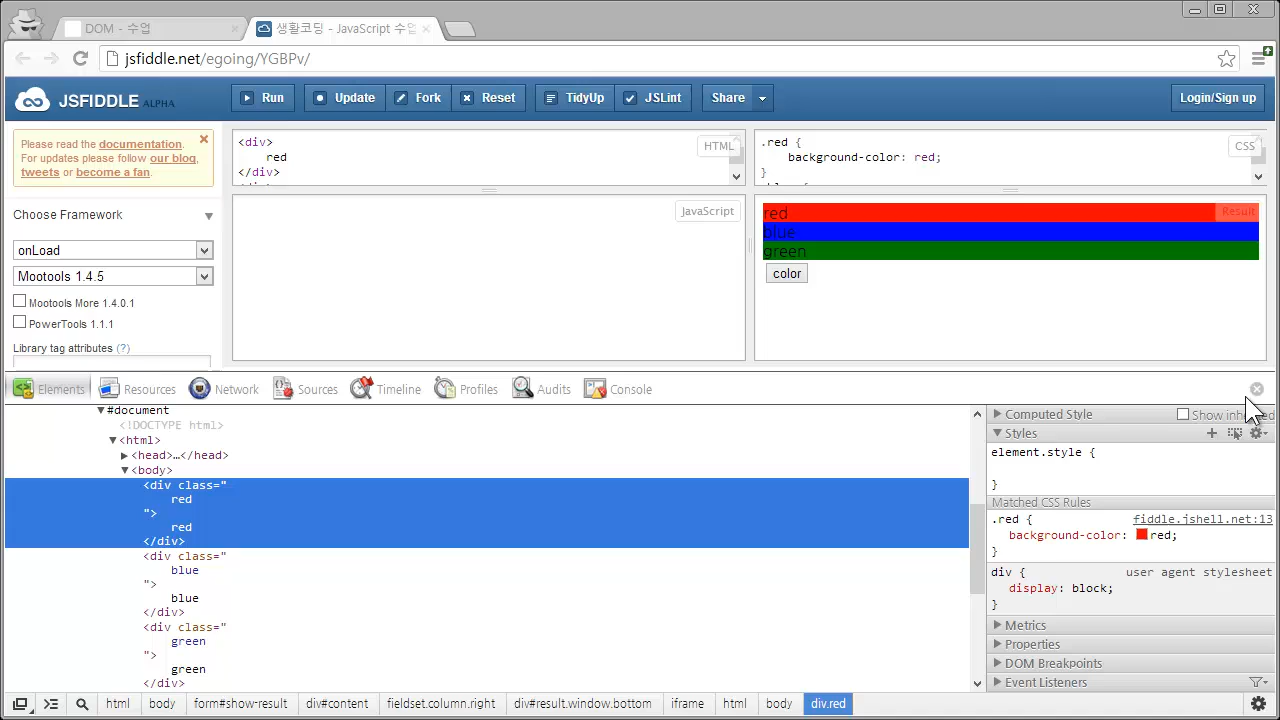 DOM - 수업
생활코딩 - JavaScript 수업
jsfiddle.net/egoing/YGBPv/
JSFIDDLE ALPHA
Run
Update
Fork
Reset
TidyUp
JSLint
Share
Login/Sign up
Please read the documentation.
For updates please follow our blog,
tweets or become a fan.
Choose Framework
onLoad
Mootools 1.4.5
Mootools More 1.4.0.1
PowerTools 1.1.1
Library tag attributes (?)
<div>
red
</div>
HTML
.red {
background-color: red;
}
CSS
JavaScript
red
Result
blue
green
color
Elements
Resources
Network
Sources
Timeline
Profiles
Audits
Console
#document
<!DOCTYPE html>
<html>
<head>…</head>
<body>
<div class="
red
">
red
</div>
<div class="
blue
">
blue
</div>
<div class="
green
">
green
</div>
Computed Style
Show inherited
Styles
element.style {
}
Matched CSS Rules
.red {
fiddle.jshell.net:13
background-color: red;
}
div {
user agent stylesheet
display: block;
}
Metrics
Properties
DOM Breakpoints
Event Listeners
html
body
form#show-result
div#content
fieldset.column.right
div#result.window.bottom
iframe
html
body
div.red